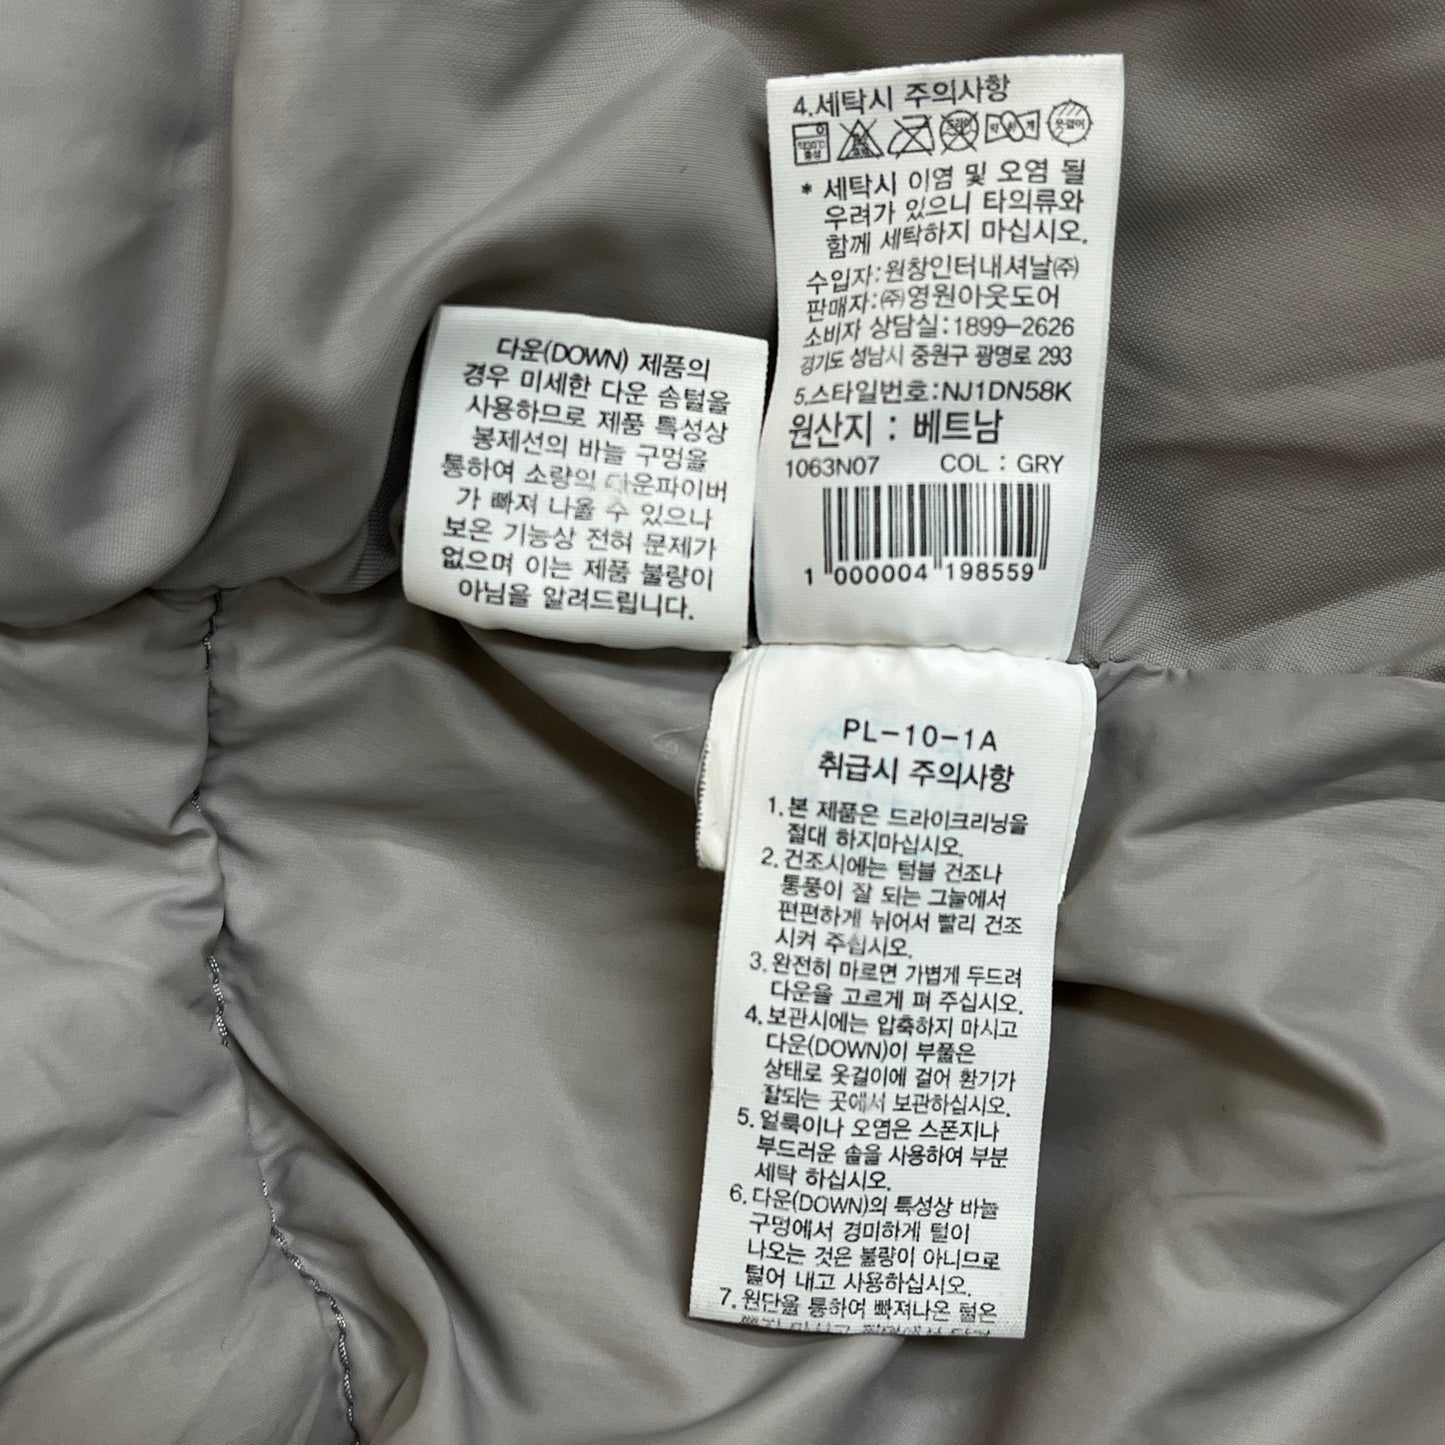 4.세탁시 주의사항
중성
드라이
약하게
옷걸이
* 세탁시 이염 및 오염 될
우려가 있으니 타의류와
함께 세탁하지 마십시오.
수입자:원창인터내셔날㈜
판매자:㈜영원아웃도어
소비자 상담실:1899-2626
경기도 성남시 중원구 광명로 293
5.스타일번호:NJ1DN58K
원산지 : 베트남
1063N07 COL : GRY
1 000004 198559
다운(DOWN) 제품의
경우 미세한 다운 솜털을
사용하므로 제품 특성상
봉제선의 바늘 구멍을
통하여 소량의 다운파이버
가 빠져 나올 수 있으나
보온 기능상 전혀 문제가
없으며 이는 제품 불량이
아님을 알려드립니다.
PL-10-1A
취급시 주의사항
1.본 제품은 드라이크리닝을
절대 하지마십시오.
2.건조시에는 텀블 건조나
통풍이 잘 되는 그늘에서
편편하게 뉘어서 빨리 건조
시켜 주십시오.
3.완전히 마르면 가볍게 두드려
다운을 고르게 펴 주십시오.
4.보관시에는 압축하지 마시고
다운(DOWN)이 부풀은
상태로 옷걸이에 걸어 환기가
잘되는 곳에서 보관하십시오.
5.얼룩이나 오염은 스폰지나
부드러운 솔을 사용하여 부분
세탁 하십시오.
6.다운(DOWN)의 특성상 바늘
구멍에서 경미하게 털이
나오는 것은 불량이 아니므로
털어 내고 사용하십시오.
7.원단을 통하여 빠져나온 털은